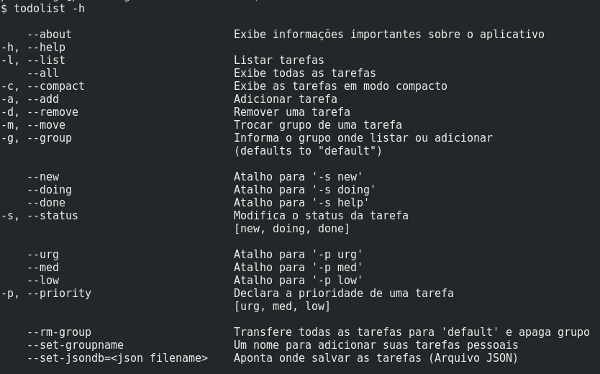 $ todolist -h
--about Exibe informações importantes sobre o aplicativo
-h, --help
-l, --list Listar tarefas
--all Exibe todas as tarefas
-c, --compact Exibe as tarefas em modo compacto
-a, --add Adicionar tarefa
-d, --remove Remover uma tarefa
-m, --move Trocar grupo de uma tarefa
-g, --group Informa o grupo onde listar ou adicionar
(defaults to "default")
--new Atalho para '-s new'
--doing Atalho para '-s doing'
--done Atalho para '-s help'
-s, --status Modifica o status da tarefa
[new, doing, done]
--urg Atalho para '-p urg'
--med Atalho para '-p med'
--low Atalho para '-p low'
-p, --priority Declara a prioridade de uma tarefa
[urg, med, low]
--rm-group Transfere todas as tarefas para 'default' e apaga grupo
--set-groupname Um nome para adicionar suas tarefas pessoais
--set-jsondb=<json filename> Aponta onde salvar as tarefas (Arquivo JSON)